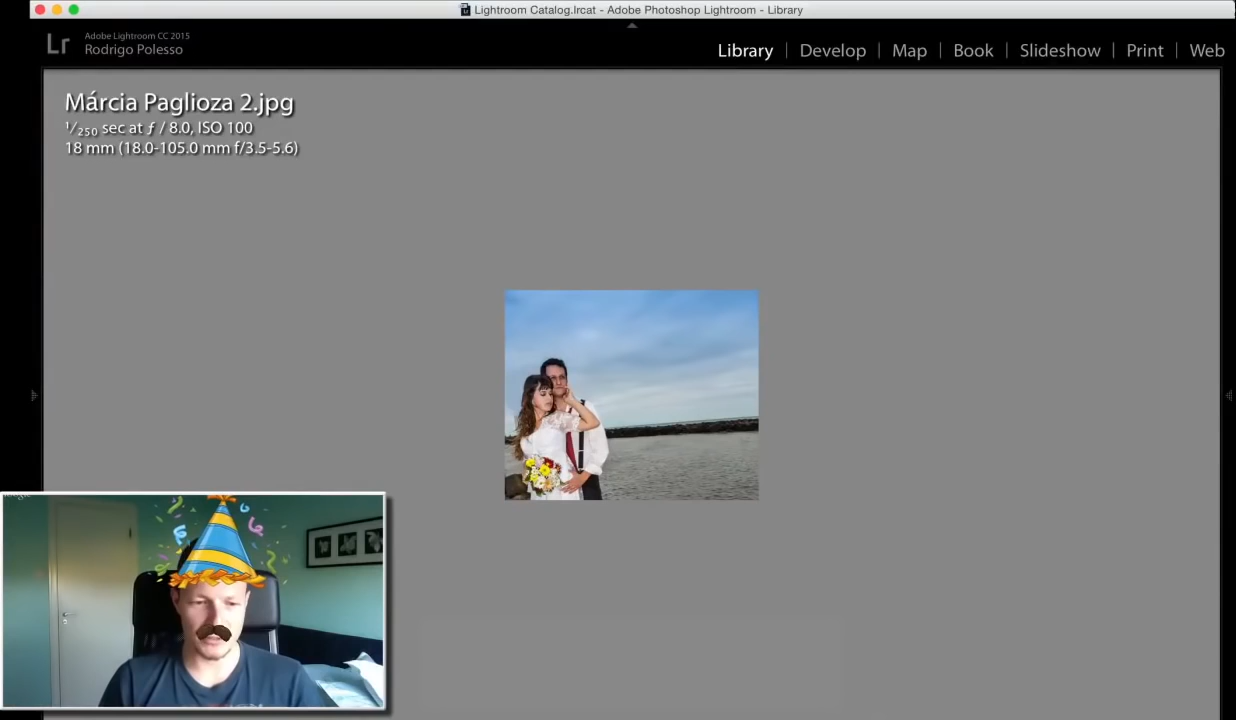 Lightroom Catalog.lrcat - Adobe Photoshop Lightroom - Library
Lr
Adobe Lightroom CC 2015
Rodrigo Polesso
Library | Develop | Map | Book | Slideshow | Print | Web
Márcia Paglioza 2.jpg
1/250 sec at ƒ / 8.0, ISO 100
18 mm (18.0-105.0 mm f/3.5-5.6)